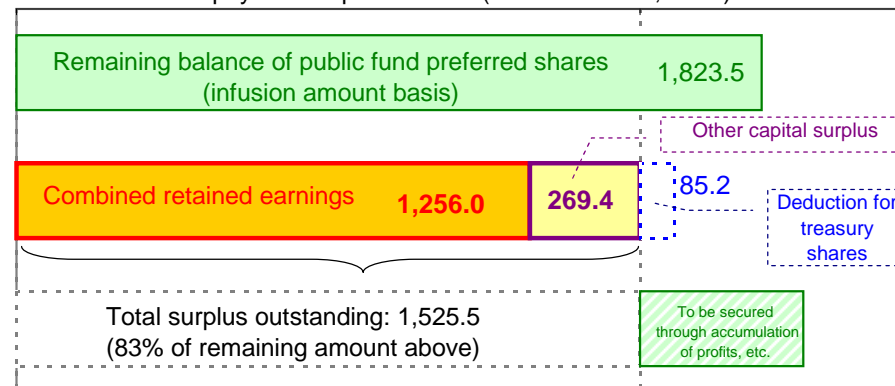 Remaining balance of public fund preferred shares
(infusion amount basis)
1,823.5
Other capital surplus
Combined retained earnings
1,256.0
269.4
85.2
Deduction for
treasury
shares
Total surplus outstanding: 1,525.5
(83% of remaining amount above)
To be secured
through accumulation
of profits, etc.